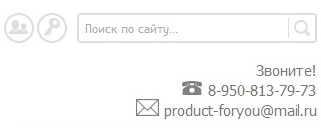 Поиск по сайту...
Звоните!
8-950-813-79-73
product-foryou@mail.ru